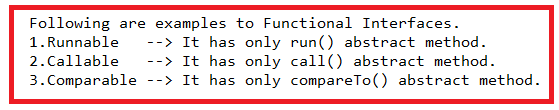 Following are examples to Functional Interfaces.
1.Runnable --> It has only run() abstract method.
2.Callable --> It has only call() abstract method.
3.Comparable --> It has only compareTo() abstract method.